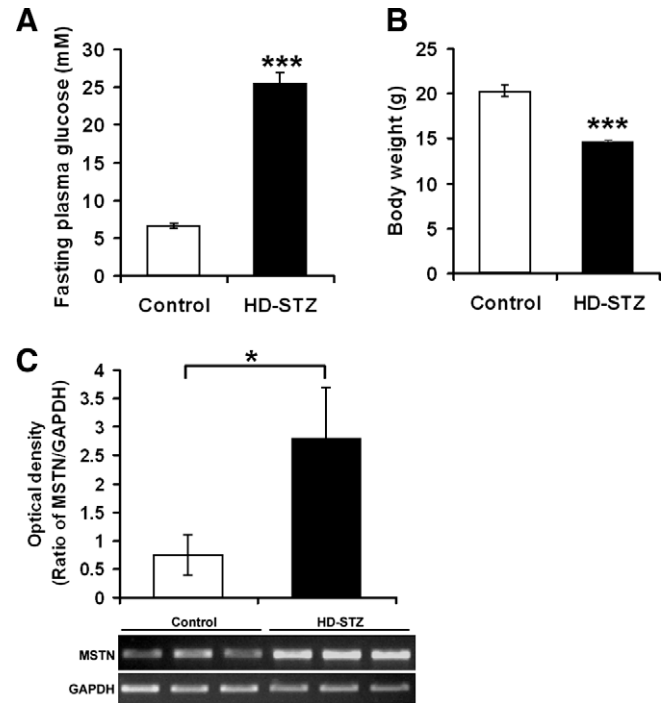 A
Fasting plasma glucose (mM)
30
25
20
15
10
5
0
***
Control
HD-STZ
B
Body weight (g)
25
20
15
10
5
0
***
Control
HD-STZ
C
Optical density
(Ratio of MSTN/GAPDH)
4
3.5
3
2.5
2
1.5
1
0.5
0
*
Control
HD-STZ
MSTN
GAPDH